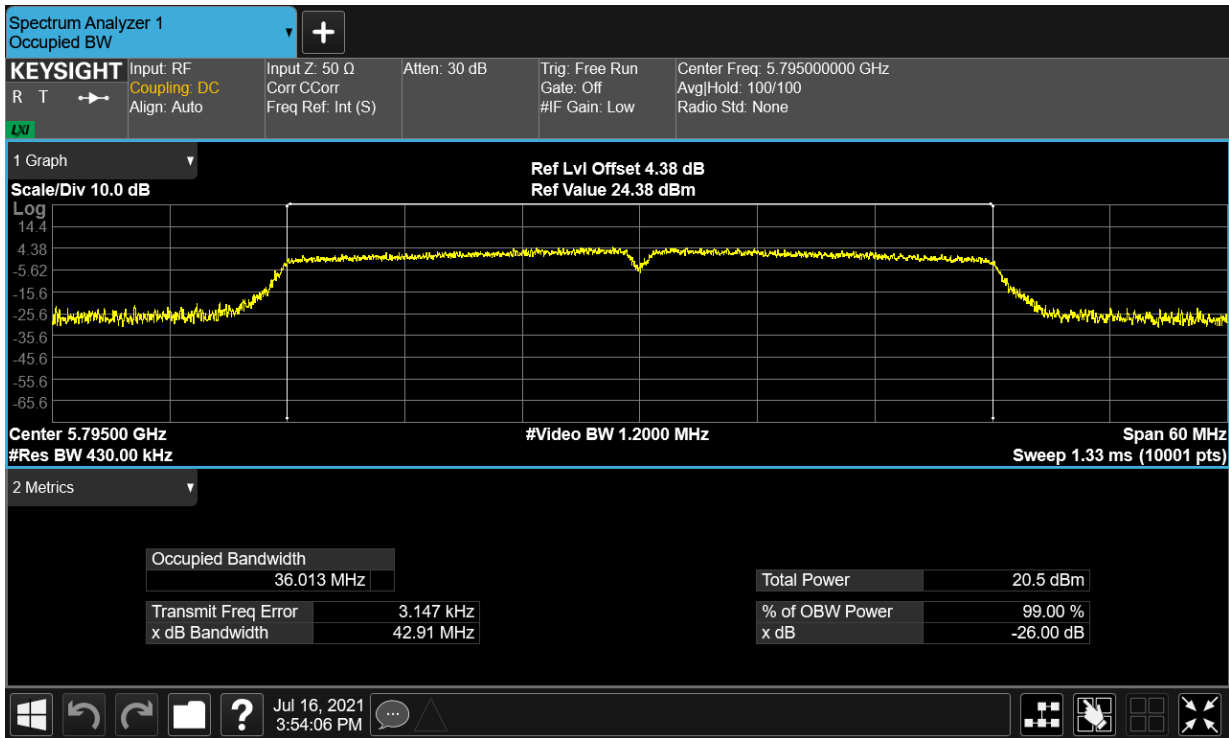 Spectrum Analyzer 1
Occupied BW
KEYSIGHT
R T
LXI
Input: RF
Coupling: DC
Align: Auto
Input Z: 50 Ω
Corr CCorr
Freq Ref: Int (S)
Atten: 30 dB
Trig: Free Run
Gate: Off
#IF Gain: Low
Center Freq: 5.795000000 GHz
Avg|Hold: 100/100
Radio Std: None
1 Graph
Scale/Div 10.0 dB
Ref Lvl Offset 4.38 dB
Ref Value 24.38 dBm
Log
14.4
4.38
-5.62
-15.6
-25.6
-35.6
-45.6
-55.6
-65.6
Center 5.79500 GHz
#Video BW 1.2000 MHz
Span 60 MHz
#Res BW 430.00 kHz
Sweep 1.33 ms (10001 pts)
2 Metrics
Occupied Bandwidth
36.013 MHz
Total Power 20.5 dBm
Transmit Freq Error 3.147 kHz
% of OBW Power 99.00 %
x dB Bandwidth 42.91 MHz
x dB -26.00 dB
?
Jul 16, 2021
3:54:06 PM